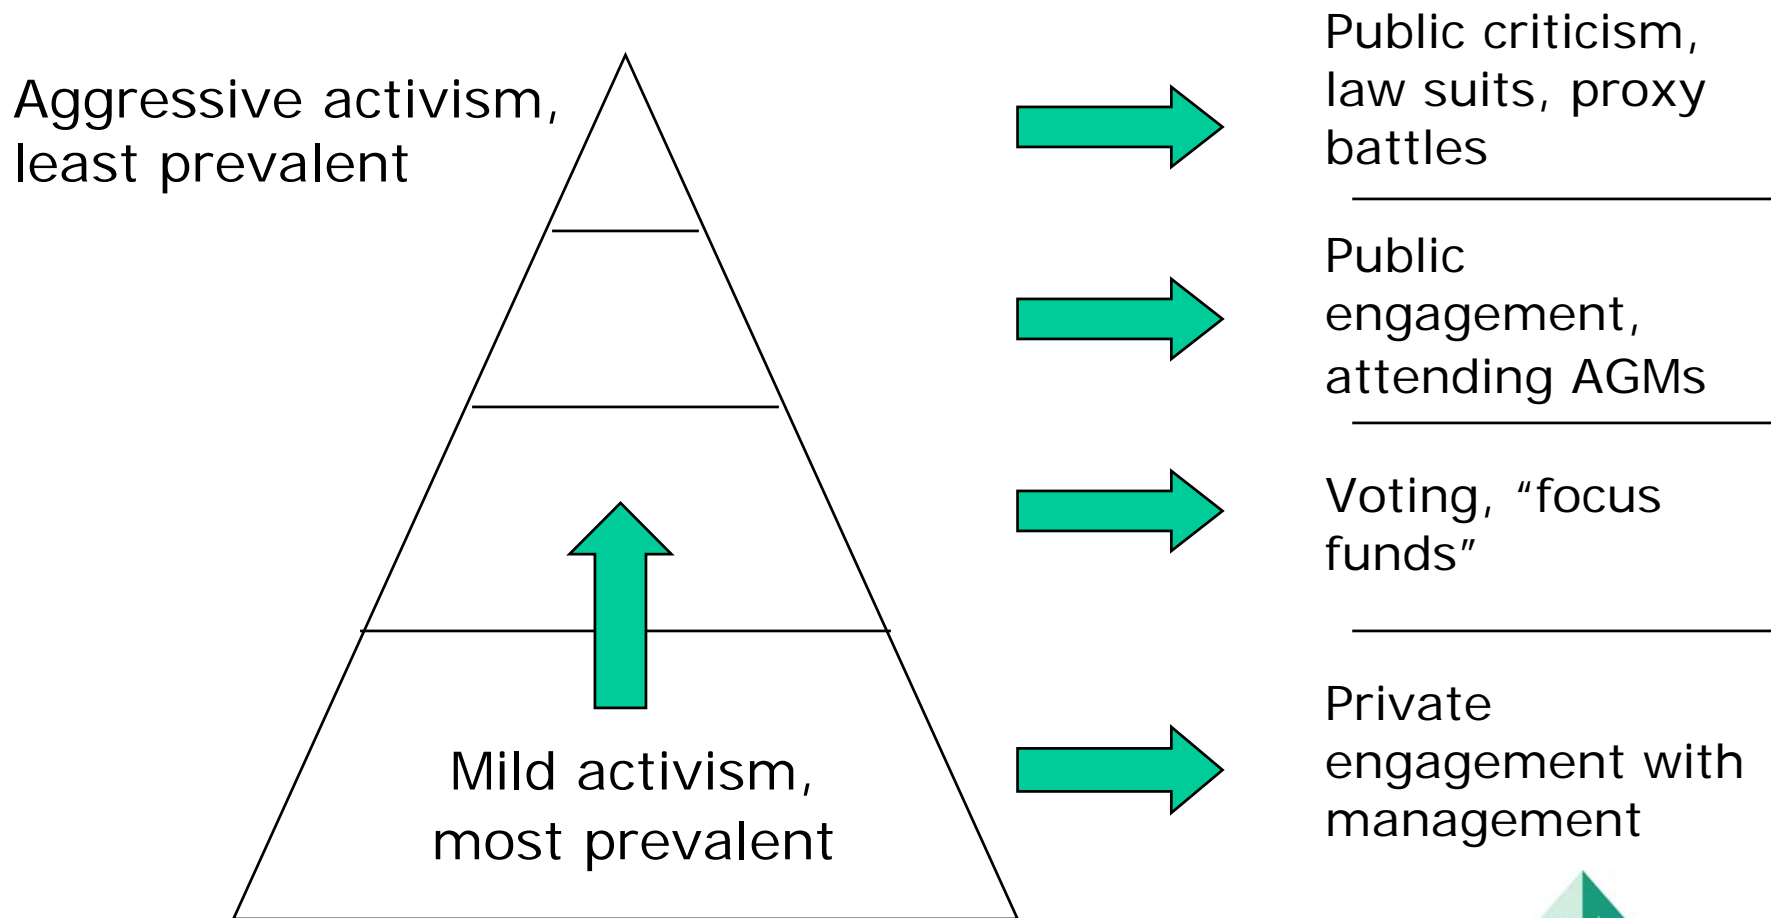 Aggressive activism,
least prevalent
Mild activism,
most prevalent
Public criticism,
law suits, proxy
battles
Public
engagement,
attending AGMs
Voting, “focus
funds”
Private
engagement with
management